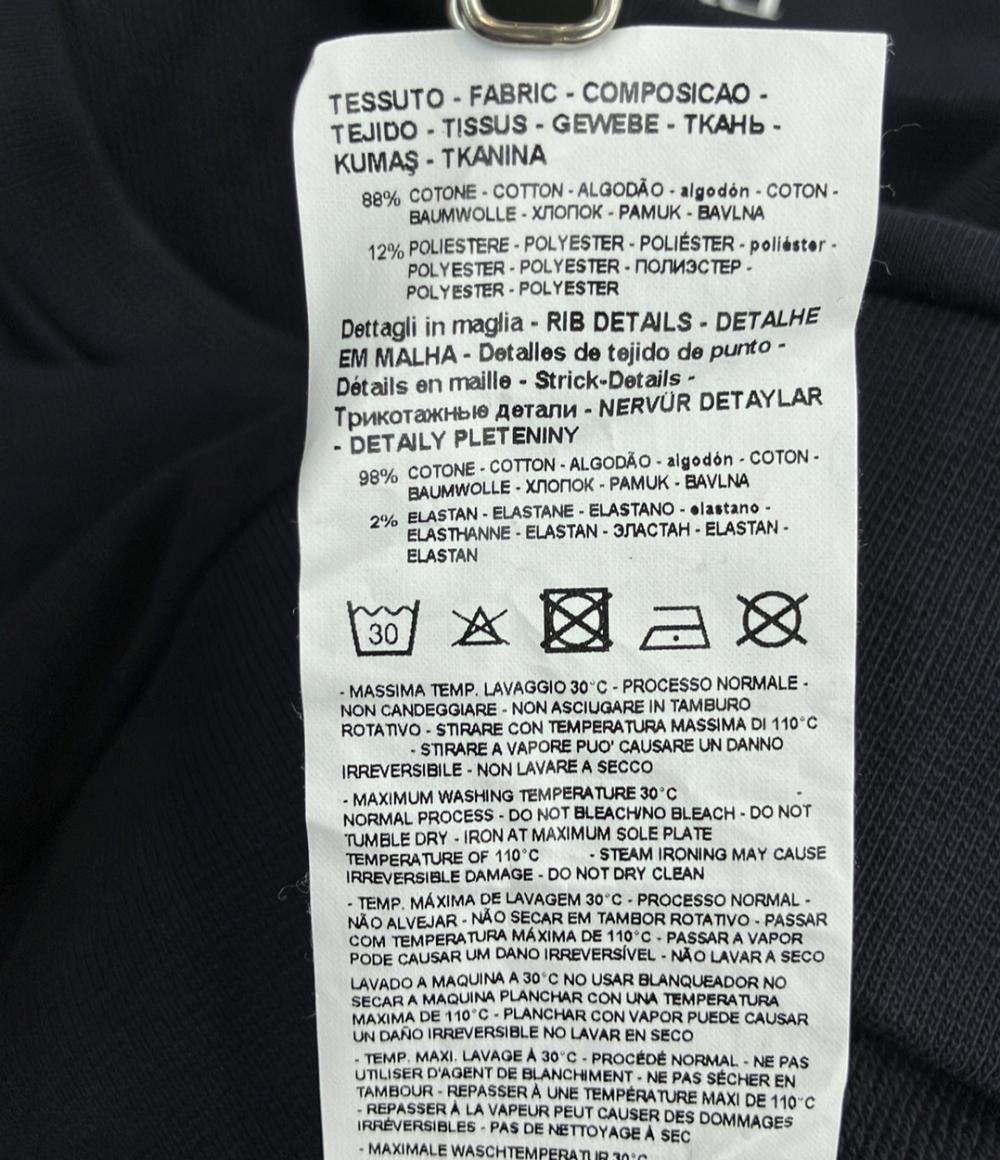 TESSUTO - FABRIC - COMPOSICAO -
TEJIDO - TISSUS - GEWEBE - ТКАНЬ -
KUMAŞ - TKANINA
88% COTONE - COTTON - ALGODÃO - algodón - COTON -
BAUMWOLLE - ХЛОПОК - PAMUK - BAVLNA
12% POLIESTERE - POLYESTER - POLIÉSTER - poliéster -
POLYESTER - POLYESTER - ПОЛИЭСТЕР -
POLYESTER - POLYESTER
Dettagli in maglia - RIB DETAILS - DETALHE
EM MALHA - Detalles de tejido de punto -
Détails en maille - Strick-Details -
Трикотажные детали - NERVÜR DETAYLAR
- DETAILY PLETENINY
98% COTONE - COTTON - ALGODÃO - algodón - COTON -
BAUMWOLLE - ХЛОПОК - PAMUK - BAVLNA
2% ELASTAN - ELASTANE - ELASTANO - elastano -
ELASTHANNE - ELASTAN - ЭЛАСТАН - ELASTAN -
ELASTAN
30
- MASSIMA TEMP. LAVAGGIO 30°C - PROCESSO NORMALE -
NON CANDEGGIARE - NON ASCIUGARE IN TAMBURO
ROTATIVO - STIRARE CON TEMPERATURA MASSIMA DI 110°C
- STIRARE A VAPORE PUO' CAUSARE UN DANNO
IRREVERSIBILE - NON LAVARE A SECCO
- MAXIMUM WASHING TEMPERATURE 30°C -
NORMAL PROCESS - DO NOT BLEACH/NO BLEACH - DO NOT
TUMBLE DRY - IRON AT MAXIMUM SOLE PLATE
TEMPERATURE OF 110°C - STEAM IRONING MAY CAUSE
IRREVERSIBLE DAMAGE - DO NOT DRY CLEAN
- TEMP. MÁXIMA DE LAVAGEM 30°C - PROCESSO NORMAL -
NÃO ALVEJAR - NÃO SECAR EM TAMBOR ROTATIVO - PASSAR
COM TEMPERATURA MÁXIMA DE 110°C - PASSAR A VAPOR
PODE CAUSAR UM DANO IRREVERSÍVEL - NÃO LAVAR A SECO
LAVADO A MAQUINA A 30°C NO USAR BLANQUEADOR NO
SECAR A MAQUINA PLANCHAR CON UNA TEMPERATURA
MAXIMA DE 110°C - PLANCHAR CON VAPOR PUEDE CAUSAR
UN DAÑO IRREVERSIBLE NO LAVAR EN SECO
- TEMP. MAXI. LAVAGE À 30°C - PROCÉDÉ NORMAL - NE PAS
UTILISER D'AGENT DE BLANCHIMENT - NE PAS SÉCHER EN
TAMBOUR - REPASSER À UNE TEMPÉRATURE MAXI DE 110°C
- REPASSER À LA VAPEUR PEUT CAUSER DES DOMMAGES
IRRÉVERSIBLES - PAS DE NETTOYAGE À SEC
- MAXIMALE WASCHTEMPERATUR 30°C